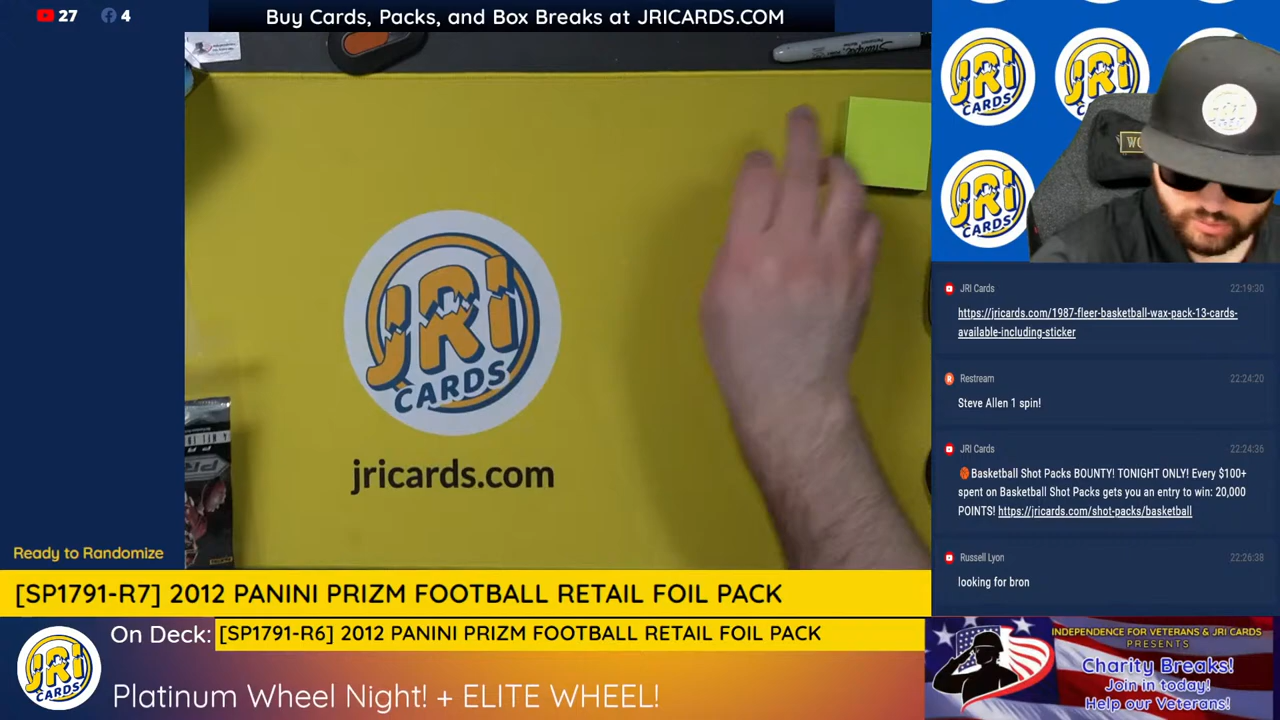 27
4
Buy Cards, Packs, and Box Breaks at JRICARDS.COM
Sharpie
JRI
CARDS
JRI
CARDS
JRI
CARDS
WO
JRI
CARDS
jricards.com
JRI Cards
22:19:30
https://jricards.com/1987-fleer-basketball-wax-pack-13-cards-
available-including-sticker
Restream
22:24:20
Steve Allen 1 spin!
JRI Cards
22:24:36
Basketball Shot Packs BOUNTY! TONIGHT ONLY! Every $100+
spent on Basketball Shot Packs gets you an entry to win: 20,000
POINTS! https://jricards.com/shot-packs/basketball
Russell Lyon
22:26:38
looking for bron
Ready to Randomize
[SP1791-R7] 2012 PANINI PRIZM FOOTBALL RETAIL FOIL PACK
On Deck:
[SP1791-R6] 2012 PANINI PRIZM FOOTBALL RETAIL FOIL PACK
JRI
CARDS
Platinum Wheel Night! + ELITE WHEEL!
INDEPENDENCE FOR VETERANS & JRI CARDS
PRESENTS
Charity Breaks!
Join in today!
Help our Veterans!